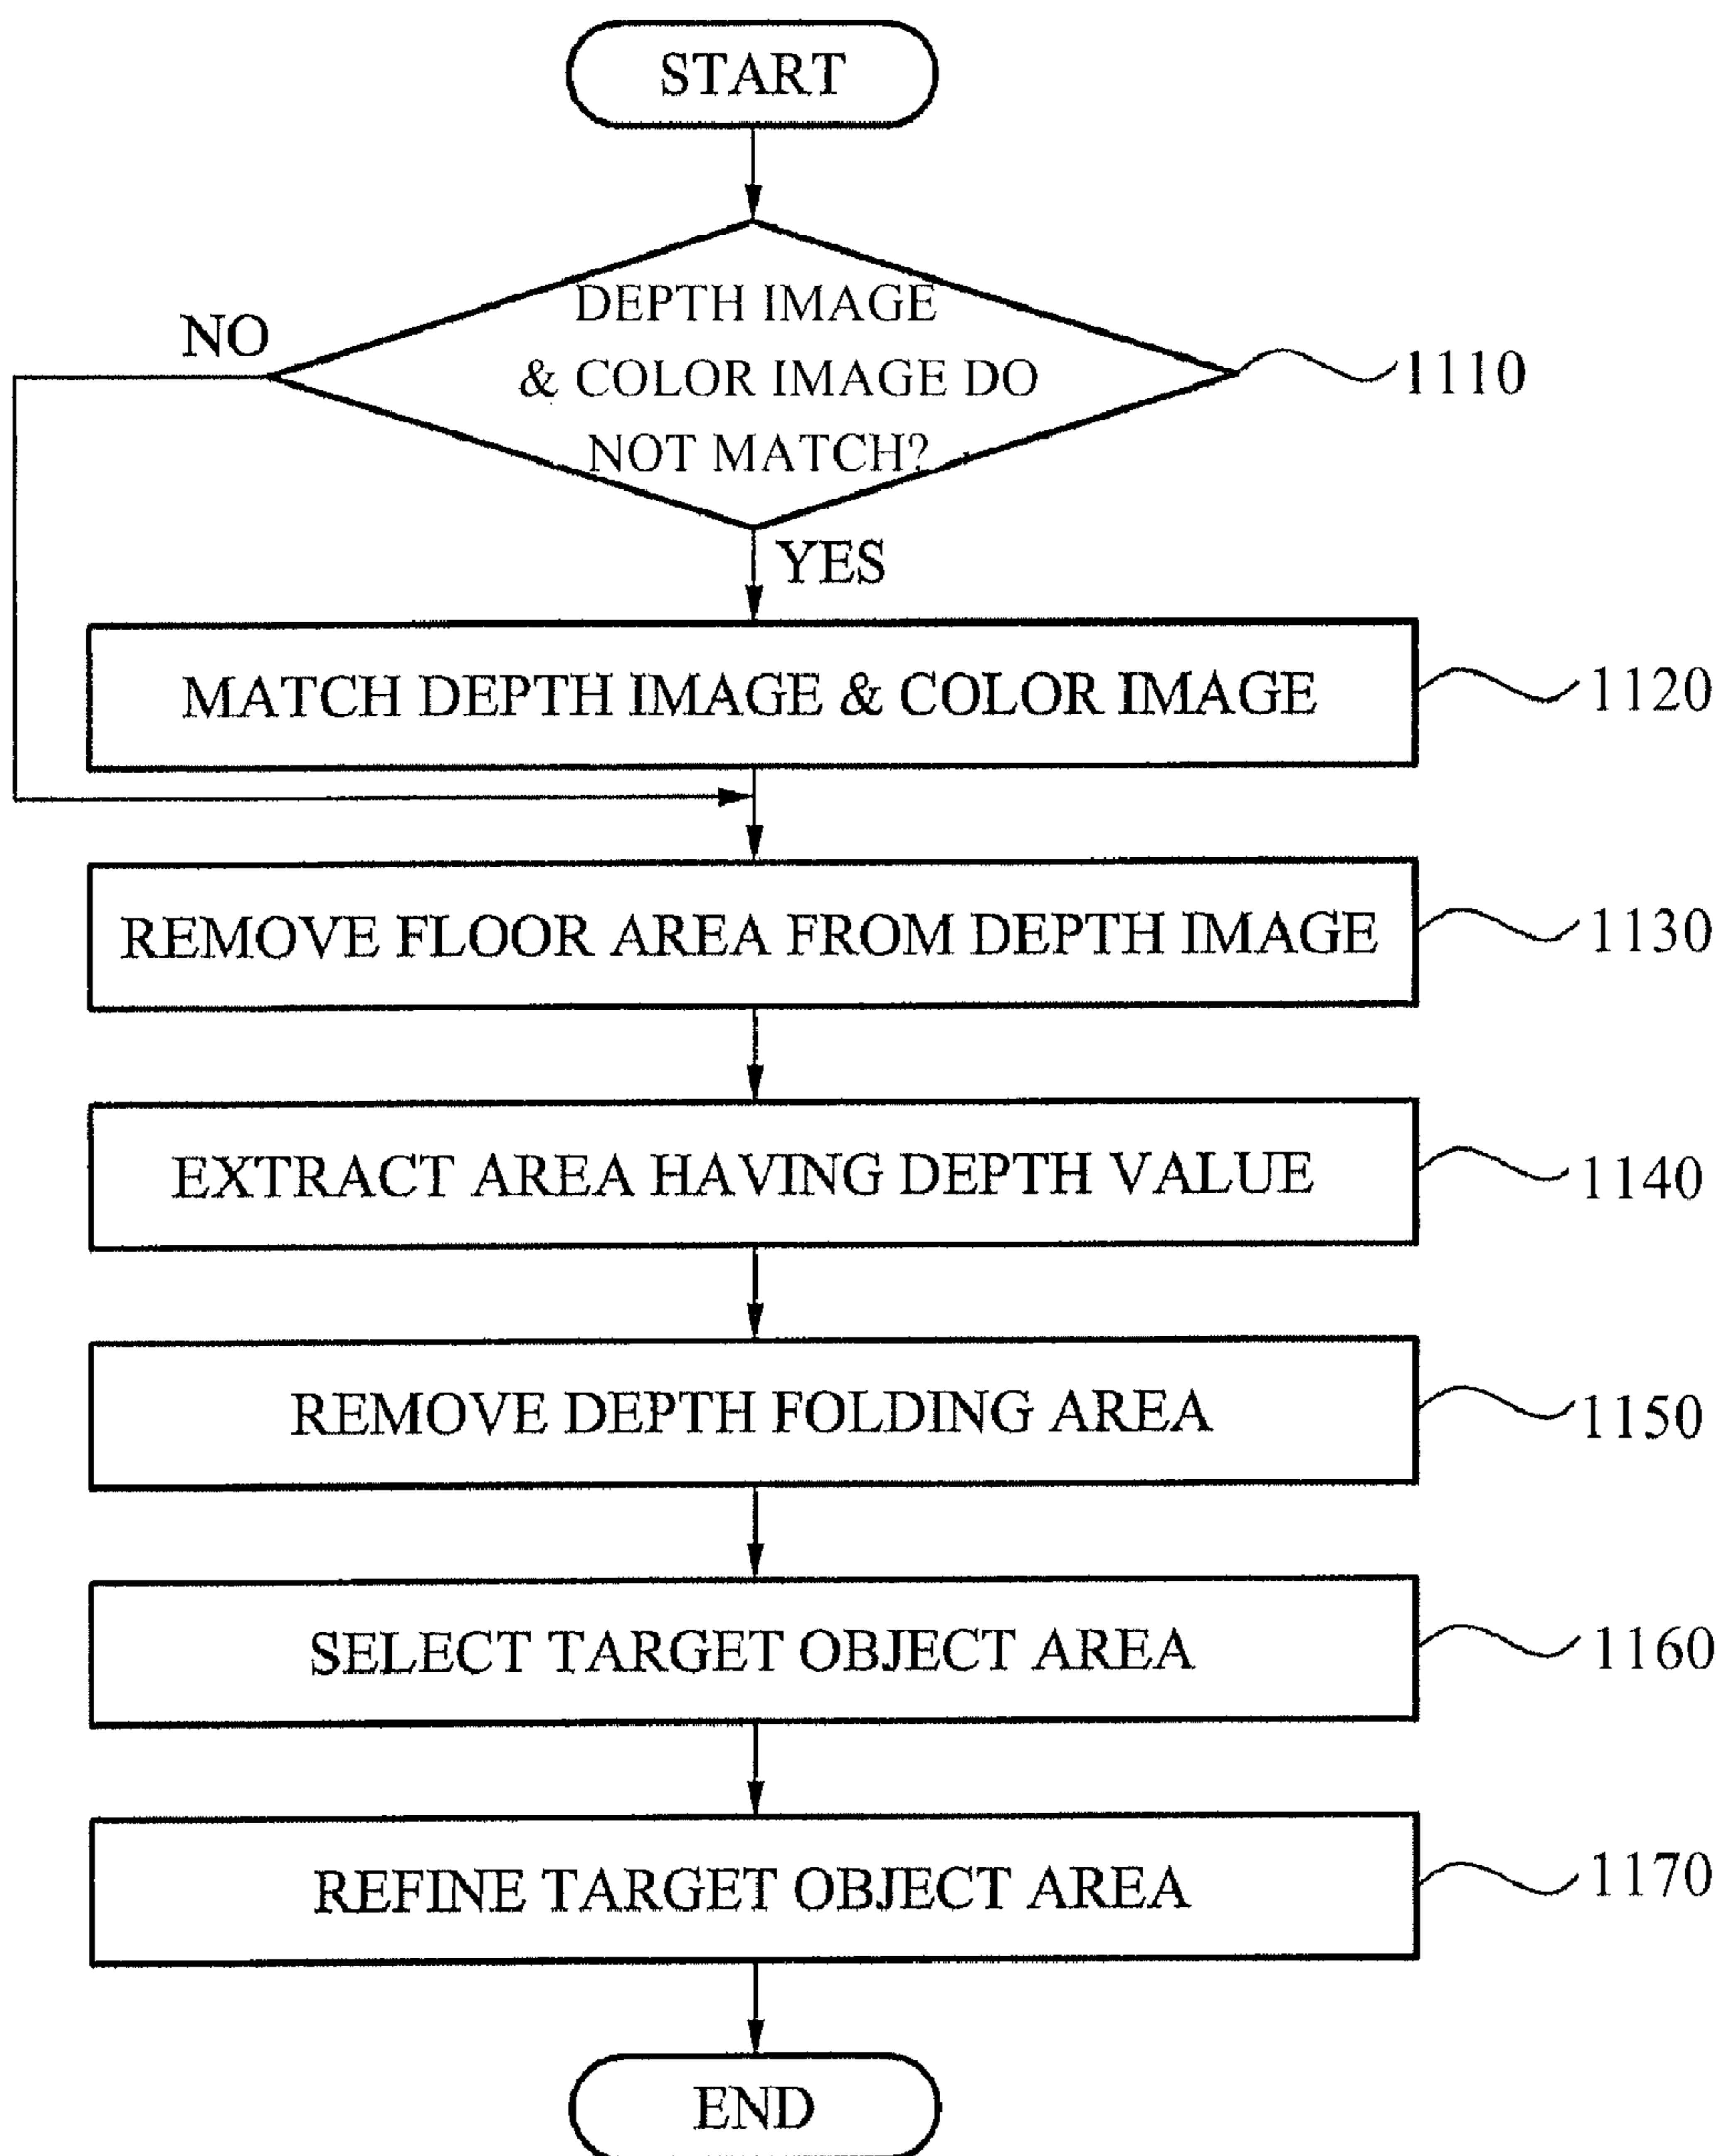 START
DEPTH IMAGE
NO
& COLOR IMAGE DO
1110
NOT MATCH?
YES
MATCH DEPTH IMAGE & COLOR IMAGE
1120
REMOVE FLOOR AREA FROM DEPTH IMAGE
1130
EXTRACT AREA HAVING DEPTH VALUE
1140
REMOVE DEPTH FOLDING AREA
1150
SELECT TARGET OBJECT AREA
1160
REFINE TARGET OBJECT AREA
1170
END